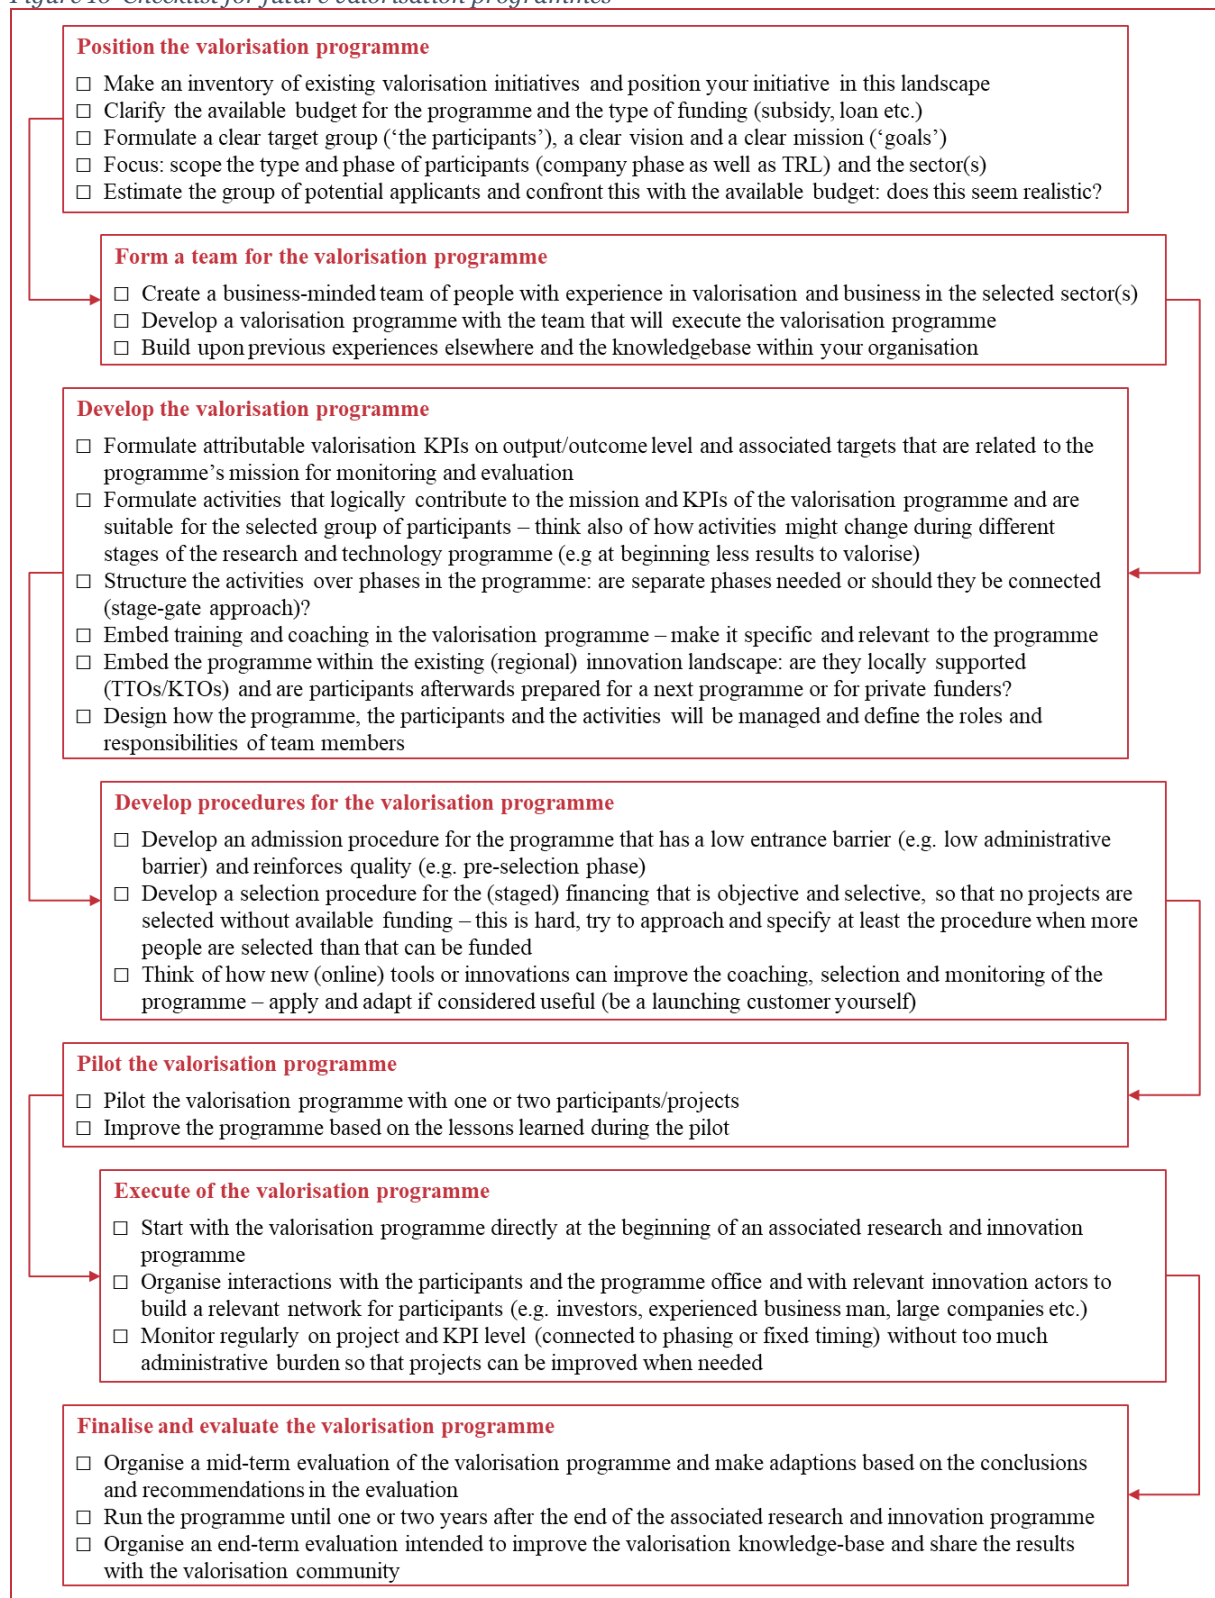 Checklist for future valorisation programmes
Position the valorisation programme
☐ Make an inventory of existing valorisation initiatives and position your initiative in this landscape
☐ Clarify the available budget for the programme and the type of funding (subsidy, loan etc.)
☐ Formulate a clear target group (‘the participants’), a clear vision and a clear mission (‘goals’)
☐ Focus: scope the type and phase of participants (company phase as well as TRL) and the sector(s)
☐ Estimate the group of potential applicants and confront this with the available budget: does this seem realistic?
Form a team for the valorisation programme
☐ Create a business-minded team of people with experience in valorisation and business in the selected sector(s)
☐ Develop a valorisation programme with the team that will execute the valorisation programme
☐ Build upon previous experiences elsewhere and the knowledgebase within your organisation
Develop the valorisation programme
☐ Formulate attributable valorisation KPIs on output/outcome level and associated targets that are related to the
programme’s mission for monitoring and evaluation
☐ Formulate activities that logically contribute to the mission and KPIs of the valorisation programme and are
suitable for the selected group of participants – think also of how activities might change during different
stages of the research and technology programme (e.g at beginning less results to valorise)
☐ Structure the activities over phases in the programme: are separate phases needed or should they be connected
(stage-gate approach)?
☐ Embed training and coaching in the valorisation programme – make it specific and relevant to the programme
☐ Embed the programme within the existing (regional) innovation landscape: are they locally supported
(TTOs/KTOs) and are participants afterwards prepared for a next programme or for private funders?
☐ Design how the programme, the participants and the activities will be managed and define the roles and
responsibilities of team members
Develop procedures for the valorisation programme
☐ Develop an admission procedure for the programme that has a low entrance barrier (e.g. low administrative
barrier) and reinforces quality (e.g. pre-selection phase)
☐ Develop a selection procedure for the (staged) financing that is objective and selective, so that no projects are
selected without available funding – this is hard, try to approach and specify at least the procedure when more
people are selected than that can be funded
☐ Think of how new (online) tools or innovations can improve the coaching, selection and monitoring of the
programme – apply and adapt if considered useful (be a launching customer yourself)
Pilot the valorisation programme
☐ Pilot the valorisation programme with one or two participants/projects
☐ Improve the programme based on the lessons learned during the pilot
Execute of the valorisation programme
☐ Start with the valorisation programme directly at the beginning of an associated research and innovation
programme
☐ Organise interactions with the participants and the programme office and with relevant innovation actors to
build a relevant network for participants (e.g. investors, experienced business man, large companies etc.)
☐ Monitor regularly on project and KPI level (connected to phasing or fixed timing) without too much
administrative burden so that projects can be improved when needed
Finalise and evaluate the valorisation programme
☐ Organise a mid-term evaluation of the valorisation programme and make adaptions based on the conclusions
and recommendations in the evaluation
☐ Run the programme until one or two years after the end of the associated research and innovation programme
☐ Organise an end-term evaluation intended to improve the valorisation knowledge-base and share the results
with the valorisation community